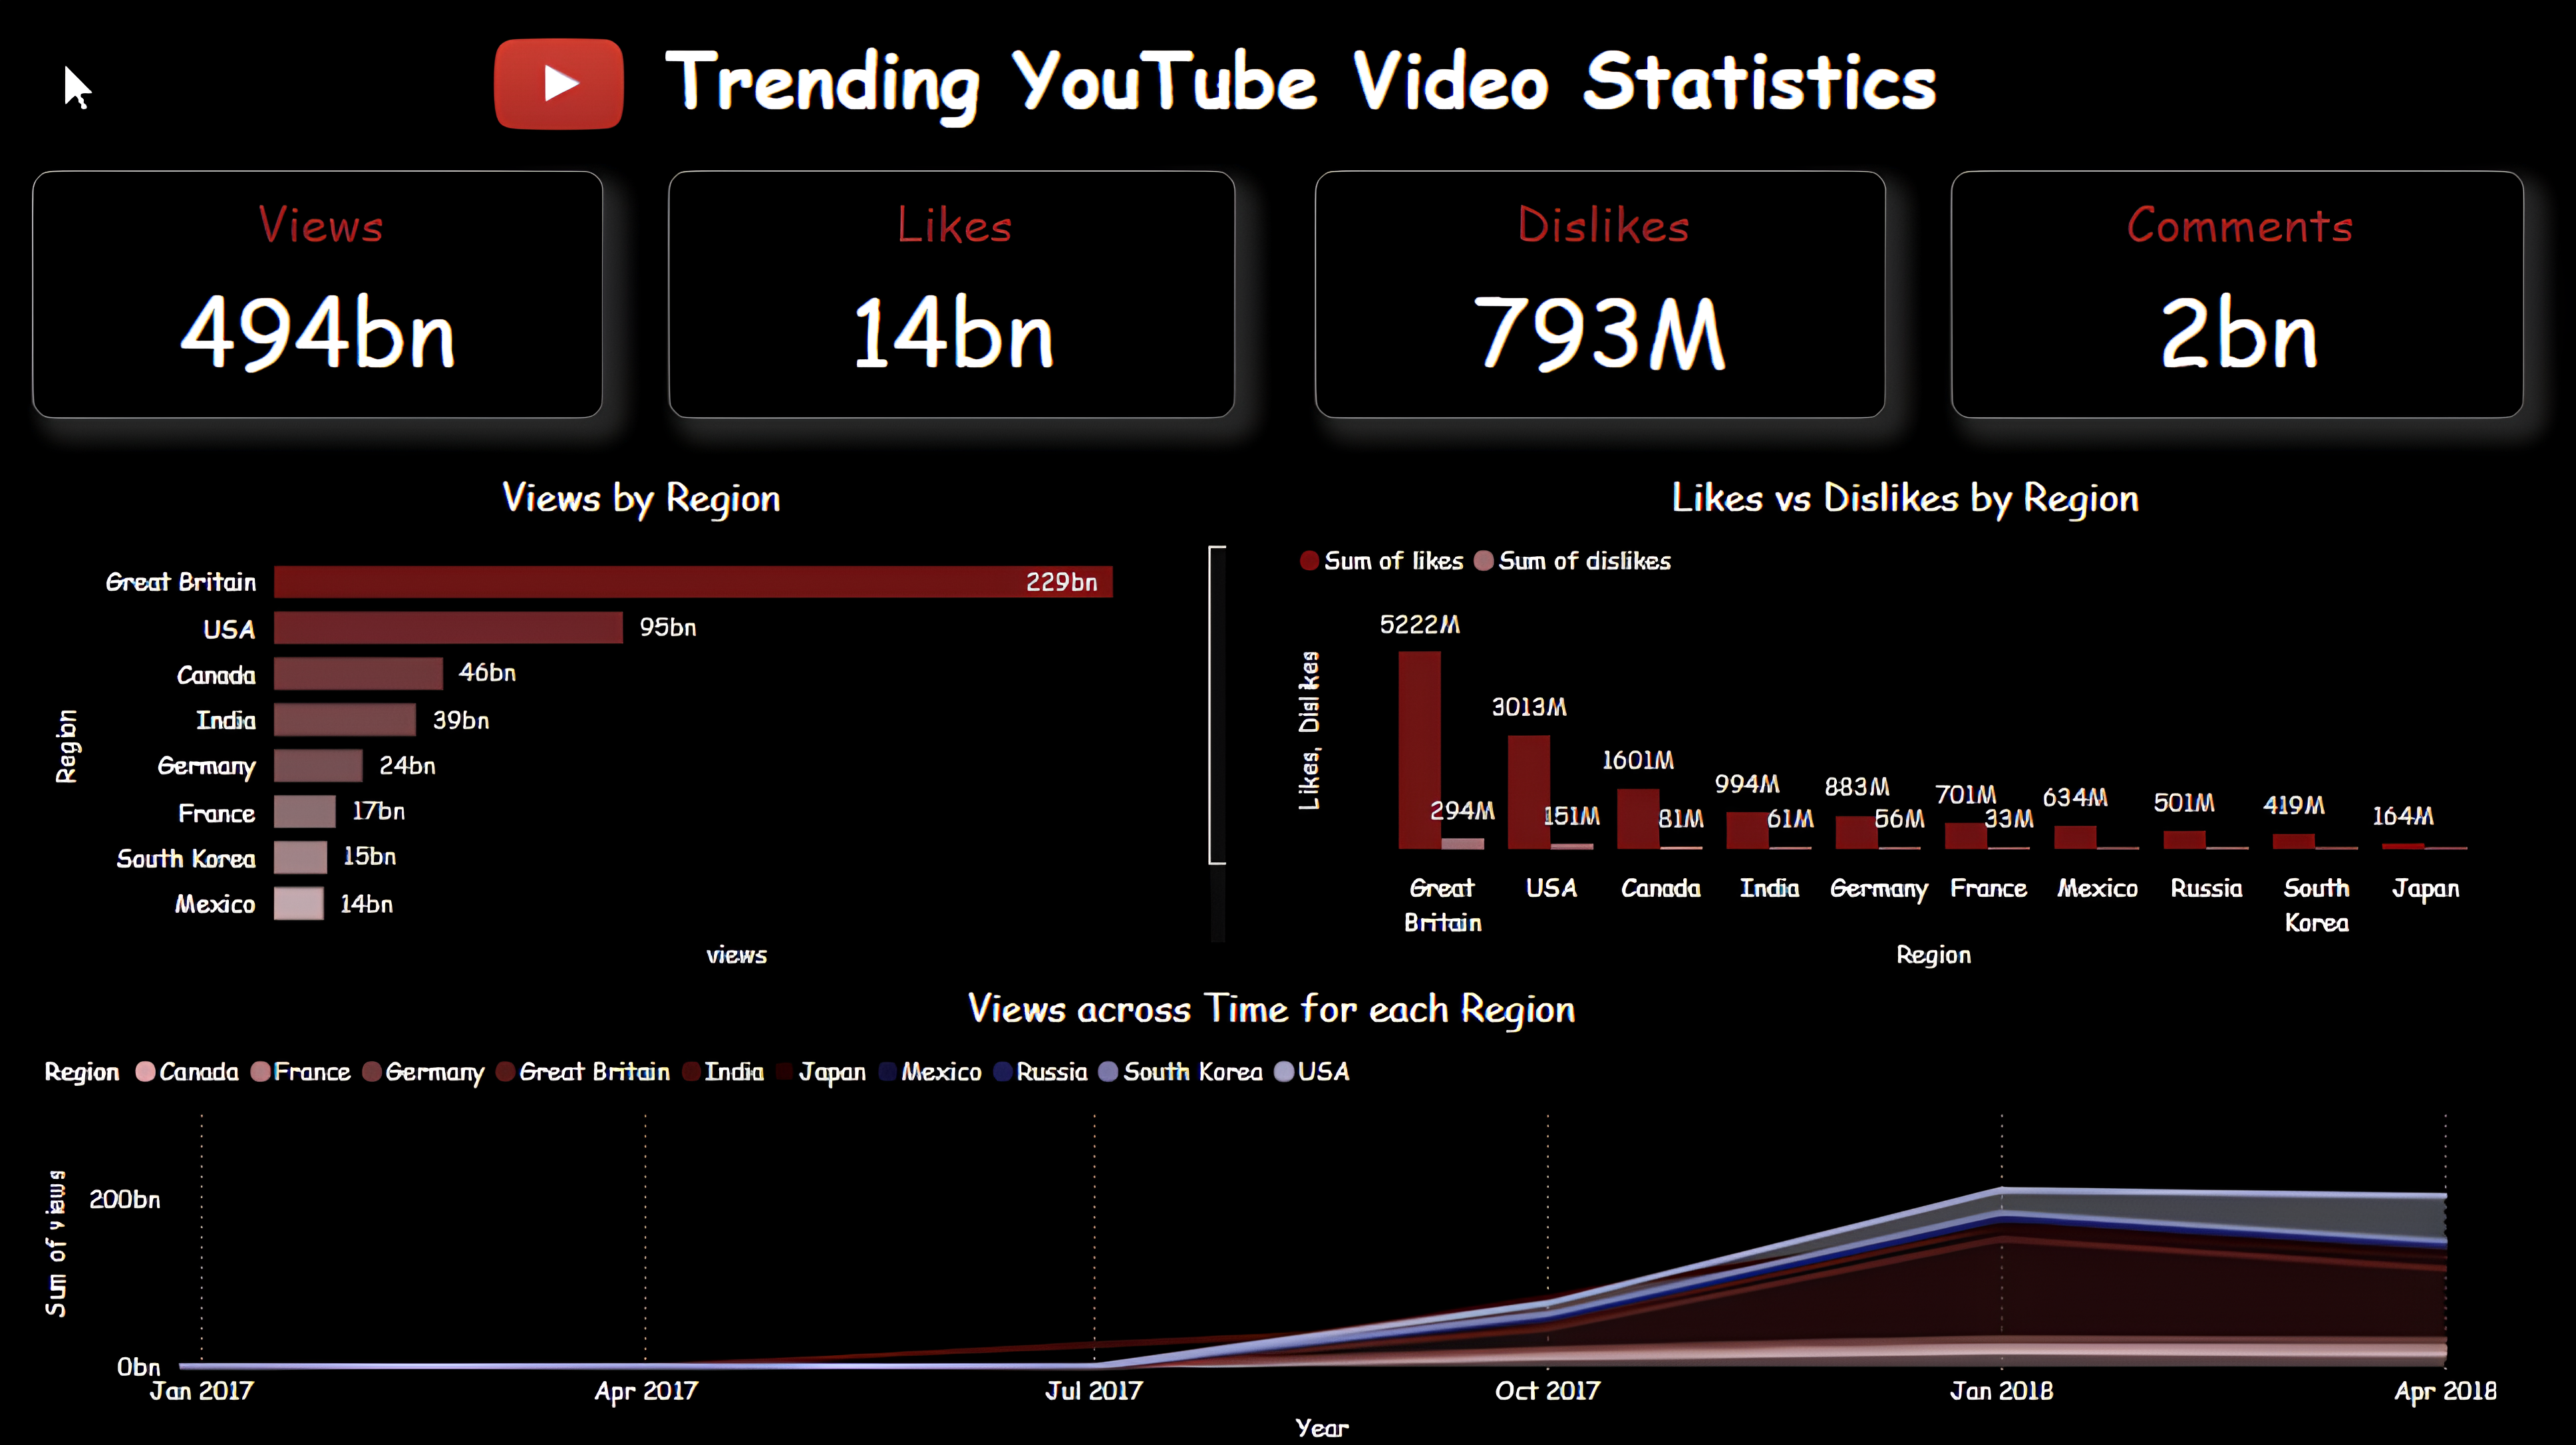 Trending YouTube Video Statistics
Views
494bn
Likes
14bn
Dislikes
793M
Comments
2bn
Views by Region
Region
Great Britain 229bn
USA 95bn
Canada 46bn
India 39bn
Germany 24bn
France 17bn
South Korea 15bn
Mexico 14bn
views
Likes vs Dislikes by Region
Sum of likes Sum of dislikes
Likes, Dislikes
5222M
294M
3013M
151M
1601M
81M
994M
61M
883M
56M
701M
33M
634M
501M
419M
164M
Great Britain
USA
Canada
India
Germany
France
Mexico
Russia
South Korea
Japan
Region
Views across Time for each Region
Region Canada France Germany Great Britain India Japan Mexico Russia South Korea USA
Sum of views
200bn
0bn
Jan 2017 Apr 2017 Jul 2017 Oct 2017 Jan 2018 Apr 2018
Year